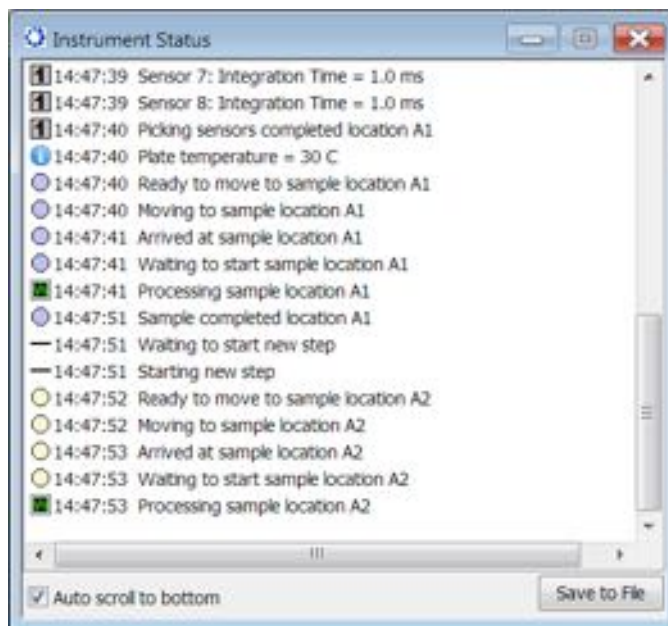 Instrument Status
14:47:39 Sensor 7: Integration Time = 1.0 ms
14:47:39 Sensor 8: Integration Time = 1.0 ms
14:47:40 Picking sensors completed location A1
14:47:40 Plate temperature = 30 C
14:47:40 Ready to move to sample location A1
14:47:40 Moving to sample location A1
14:47:41 Arrived at sample location A1
14:47:41 Waiting to start sample location A1
14:47:41 Processing sample location A1
14:47:51 Sample completed location A1
14:47:51 Waiting to start new step
14:47:51 Starting new step
14:47:52 Ready to move to sample location A2
14:47:52 Moving to sample location A2
14:47:53 Arrived at sample location A2
14:47:53 Waiting to start sample location A2
14:47:53 Processing sample location A2
Auto scroll to bottom
Save to File